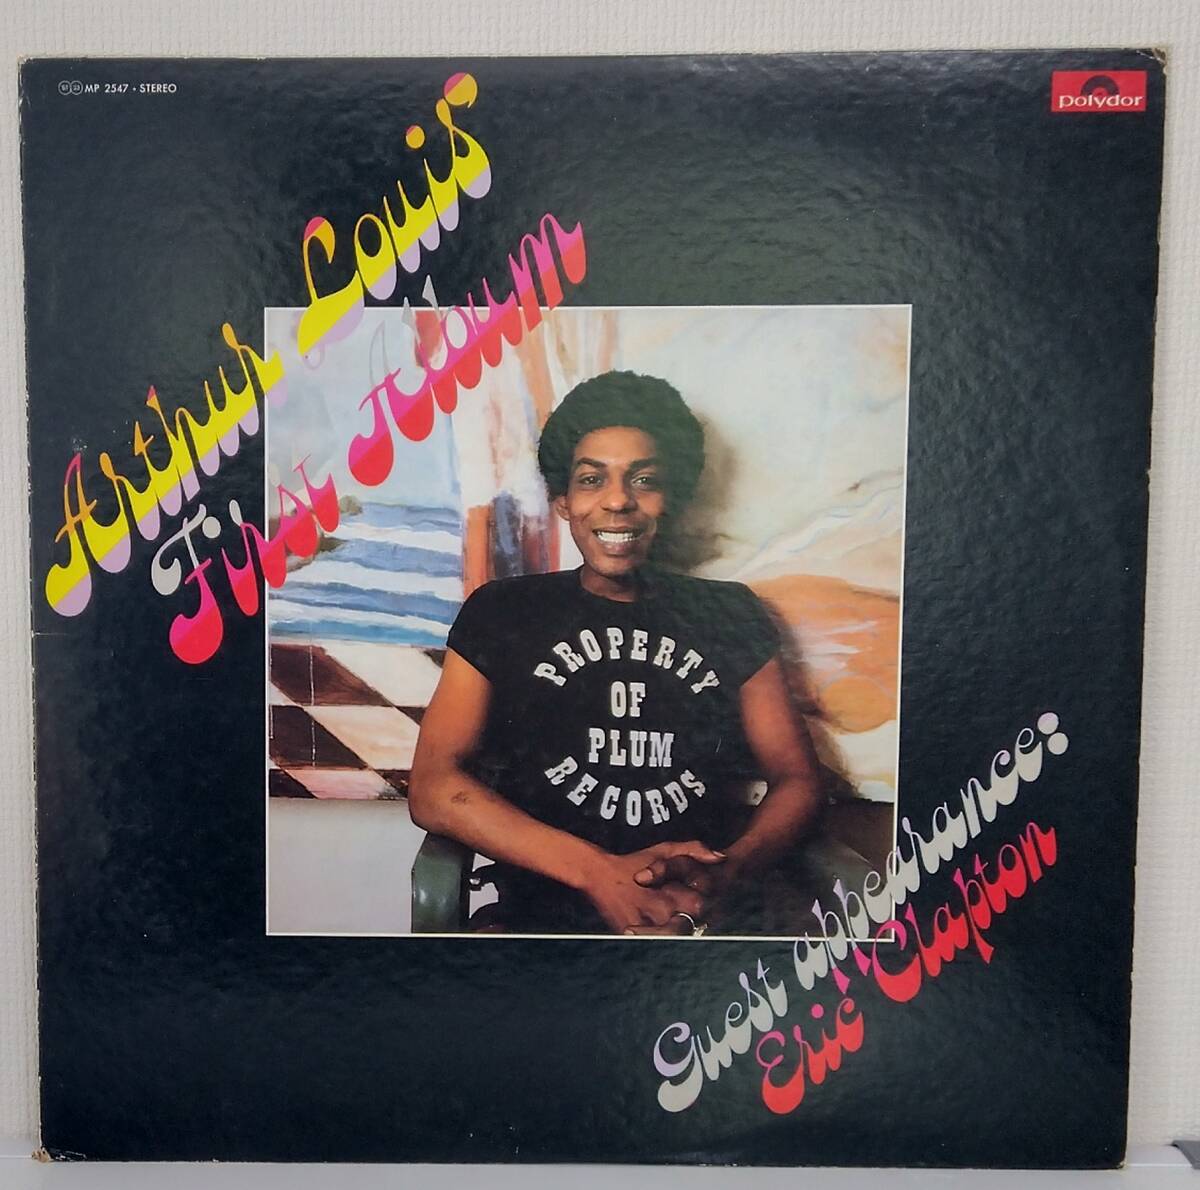 MP 2547 • STEREO
polydor
Arthur Louis
First Album
PROPERTY
OF
PLUM
RECORDS
Guest appearance:
Eric Clapton